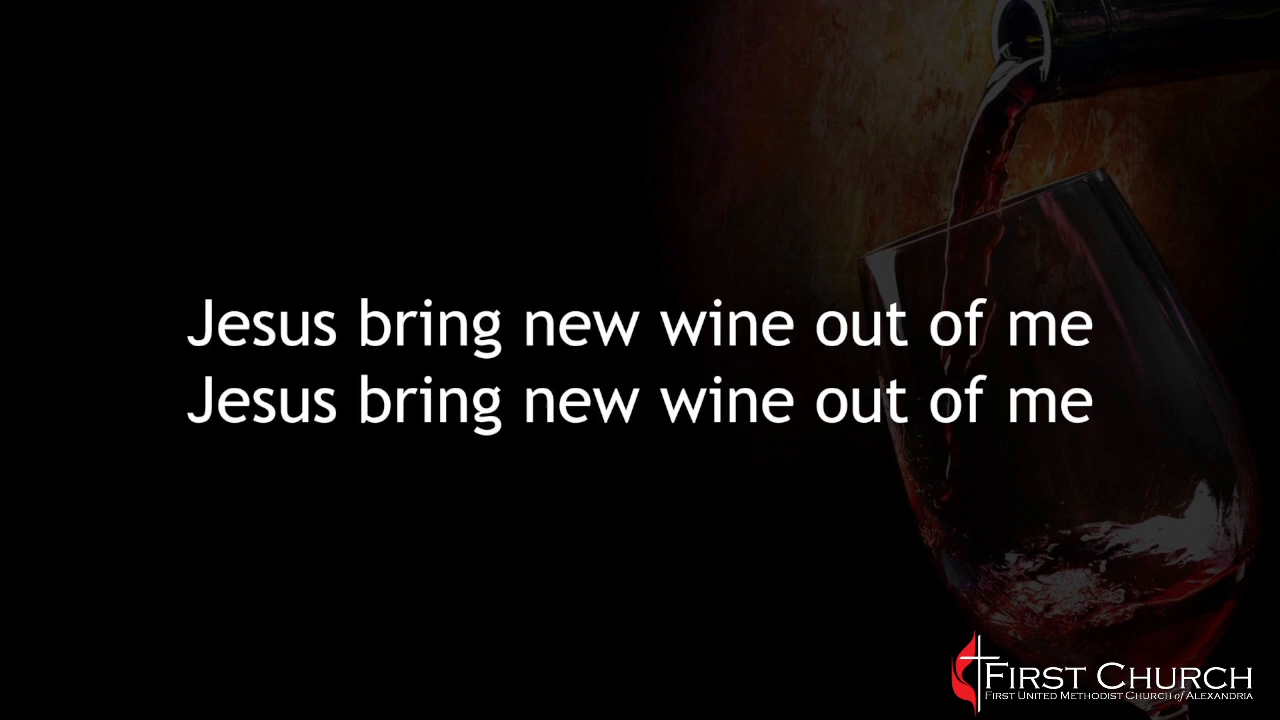 Jesus bring new wine out of me
Jesus bring new wine out of me
FIRST CHURCH
FIRST UNITED METHODIST CHURCH of ALEXANDRIA